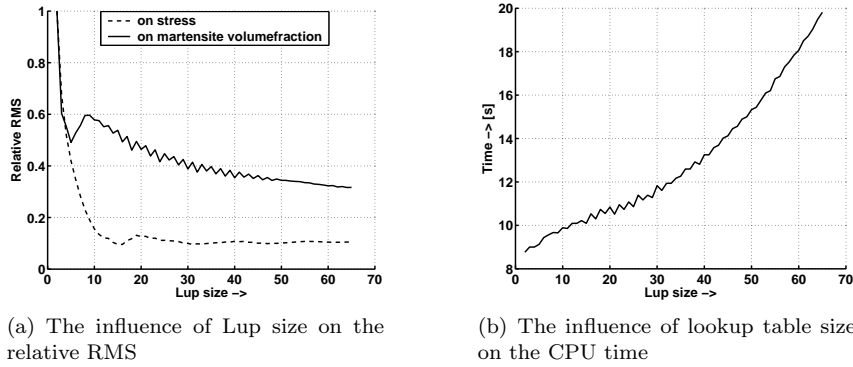 on stress
on martensite volumefraction
Relative RMS
1
0.8
0.6
0.4
0.2
0
0 10 20 30 40 50 60 70
Lup size −>
(a) The influence of Lup size on the
relative RMS
Time −> [s]
20
18
16
14
12
10
8
0 10 20 30 40 50 60 70
Lup size −>
(b) The influence of lookup table size
on the CPU time